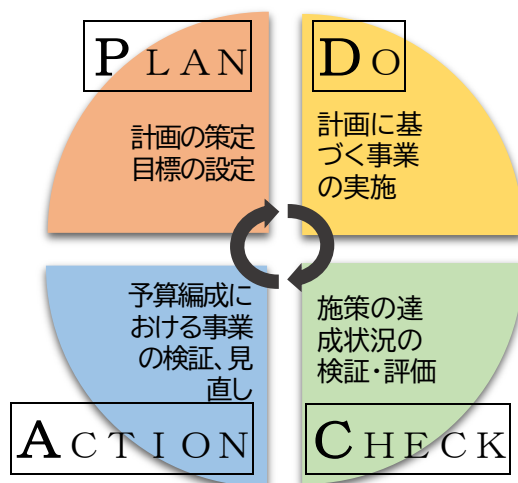 PLAN
計画の策定
目標の設定
DO
計画に基
づく事業
の実施
予算編成に
おける事業
の検証、見
直し
ACTION
施策の達
成状況の
検証・評価
CHECK